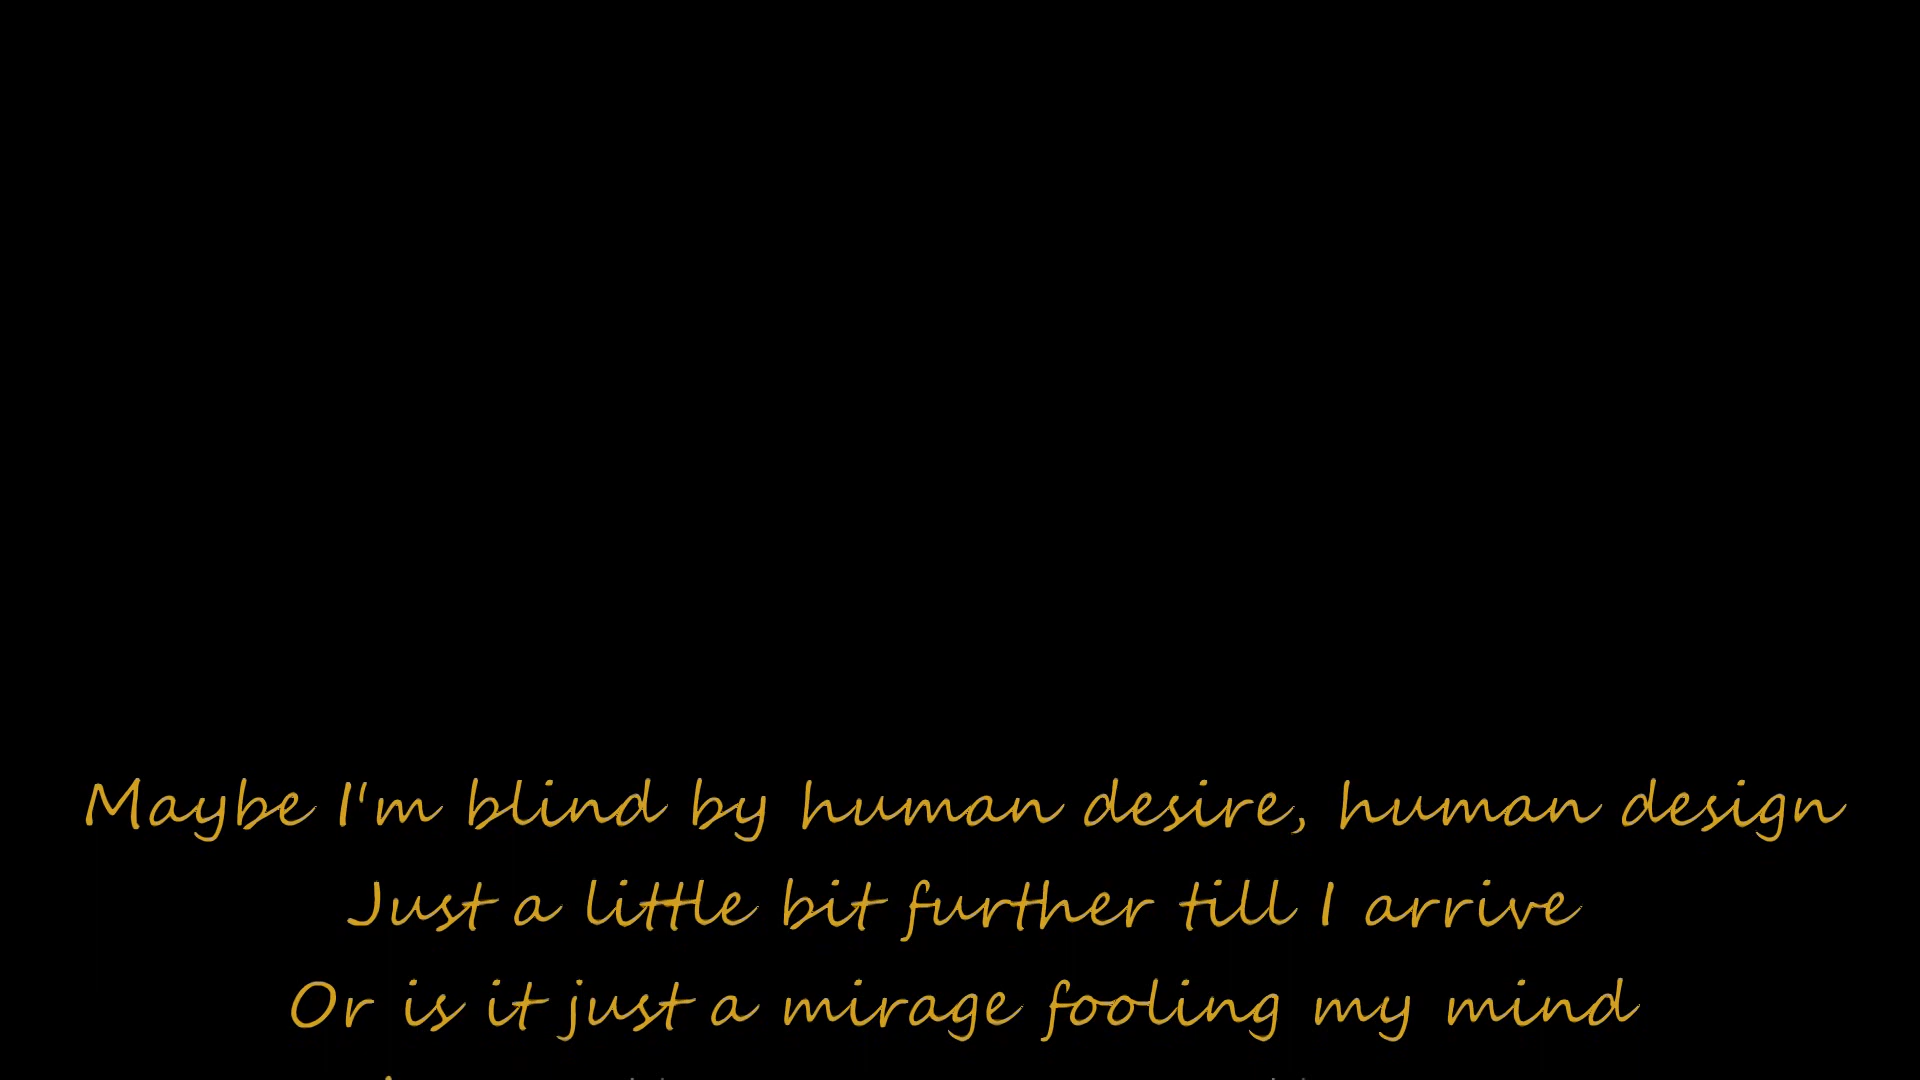 Maybe I'm blind by human desire, human design
Just a little bit further till I arrive
Or is it just a mirage fooling my mind